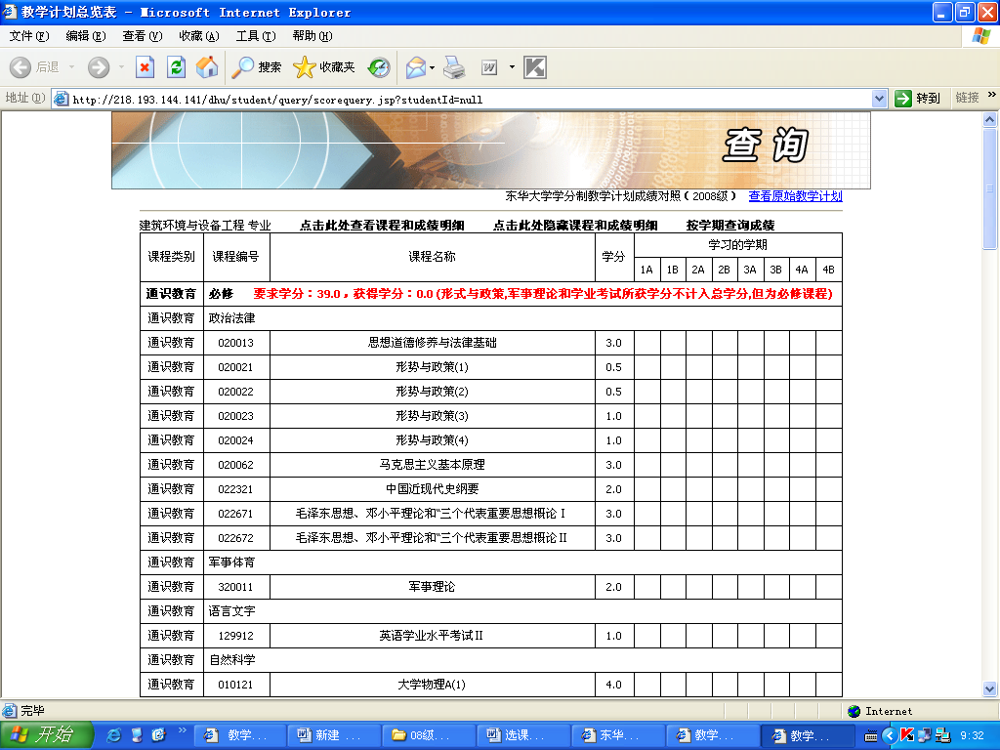 教学计划总览表 - Microsoft Internet Explorer
文件(F) 编辑(E) 查看(V) 收藏(A) 工具(T) 帮助(H)
后退 搜索 收藏夹
地址(D) http://218.193.144.141/dhu/student/query/scorequery.jsp?studentId=null 转到 链接 »
查询
东华大学学分制教学计划成绩对照(2008级) 查看原始教学计划
建筑环境与设备工程 专业 点击此处查看课程和成绩明细 点击此处隐藏课程和成绩明细 按学期查询成绩
课程类别 课程编号 课程名称 学分 学习的学期
1A 1B 2A 2B 3A 3B 4A 4B
通识教育 必修 要求学分:39.0,获得学分:0.0 (形式与政策,军事理论和学业考试所获学分不计入总学分,但为必修课程)
通识教育 政治法律
通识教育 020013 思想道德修养与法律基础 3.0
通识教育 020021 形势与政策(1) 0.5
通识教育 020022 形势与政策(2) 0.5
通识教育 020023 形势与政策(3) 1.0
通识教育 020024 形势与政策(4) 1.0
通识教育 020062 马克思主义基本原理 3.0
通识教育 022321 中国近现代史纲要 2.0
通识教育 022671 毛泽东思想、邓小平理论和“三个代表重要思想概论Ⅰ 3.0
通识教育 022672 毛泽东思想、邓小平理论和“三个代表重要思想概论Ⅱ 3.0
通识教育 军事体育
通识教育 320011 军事理论 2.0
通识教育 语言文字
通识教育 129912 英语学业水平考试Ⅱ 1.0
通识教育 自然科学
通识教育 010121 大学物理A(1) 4.0
完毕 Internet
开始 » 教学... 新建 ... 08级... 选课... 东华... 教学... 教学... 9:32